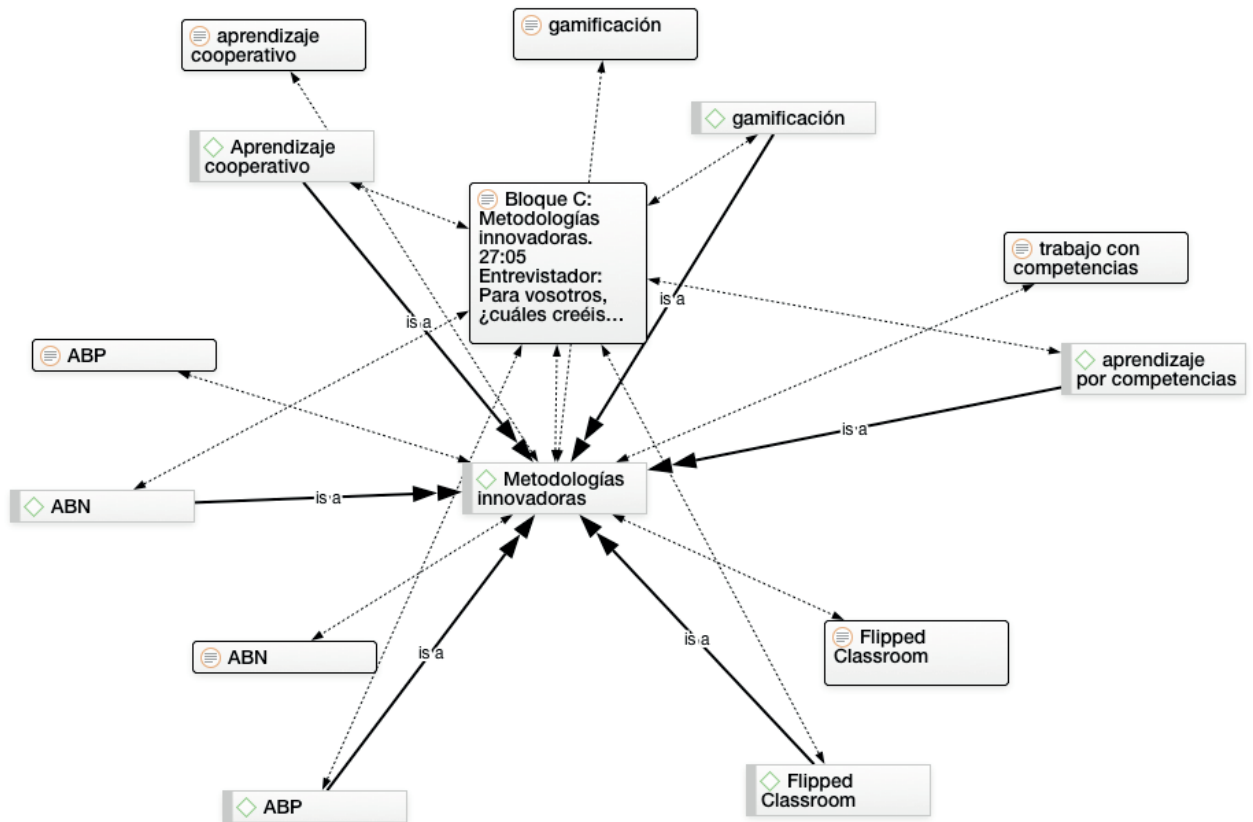 aprendizaje
cooperativo
gamificación
gamificación
Aprendizaje
cooperativo
Bloque C:
Metodologías
innovadoras.
27:05
Entrevistador:
Para vosotros,
¿cuáles creéis...
trabajo con
competencias
is a
is a
ABP
aprendizaje
por competencias
is a
Metodologías
innovadoras
ABN
is a
ABN
is a
is a
Flipped
Classroom
ABP
Flipped
Classroom